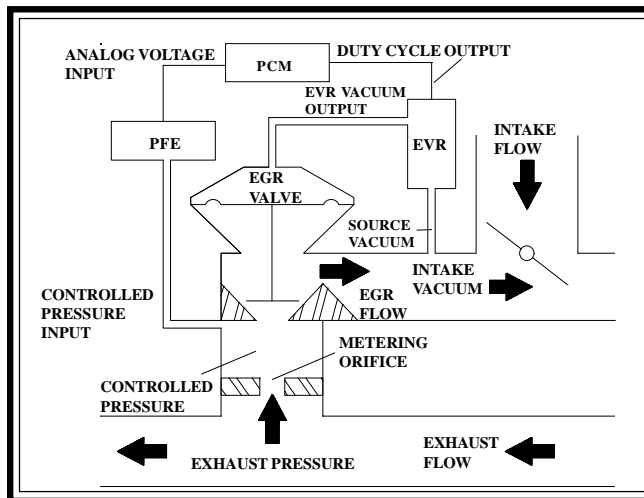 ANALOG VOLTAGE
INPUT
PCM
DUTY CYCLE OUTPUT
EVR VACUUM
OUTPUT
PFE
EVR
INTAKE
FLOW
EGR
VALVE
SOURCE
VACUUM
INTAKE
VACUUM
EGR
FLOW
CONTROLLED
PRESSURE
INPUT
METERING
ORIFICE
CONTROLLED
PRESSURE
EXHAUST PRESSURE
EXHAUST
FLOW